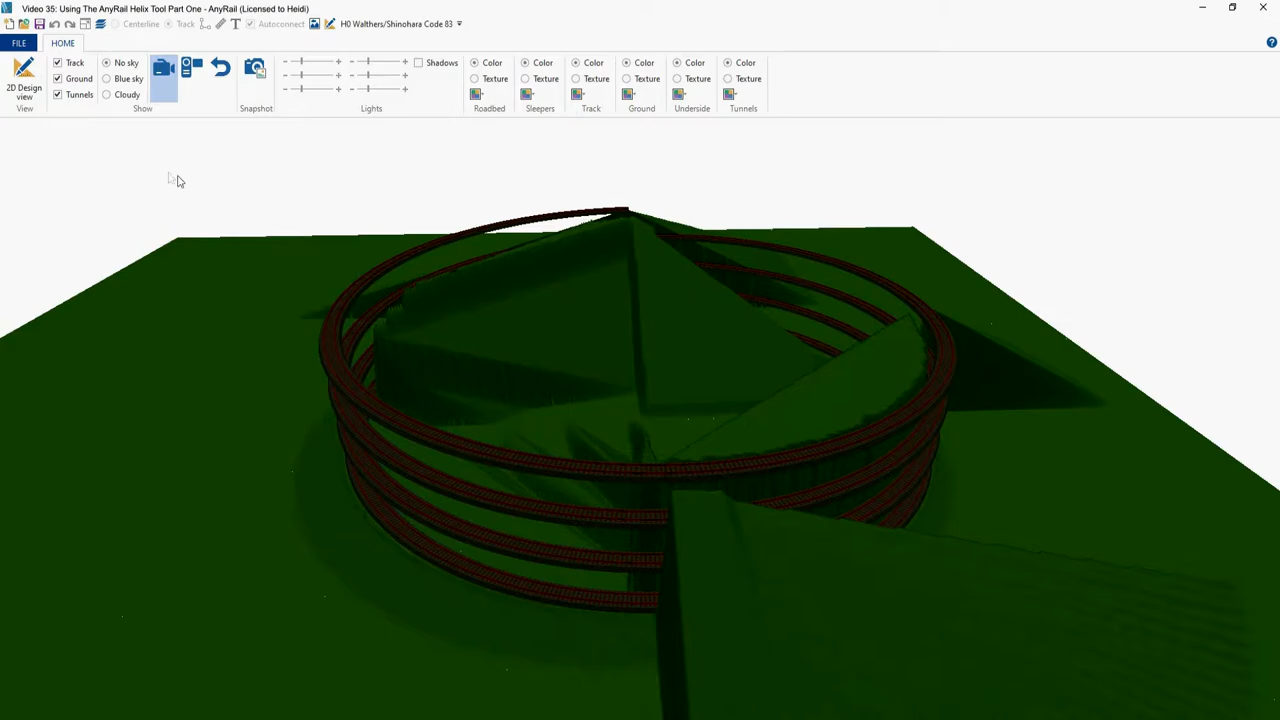 Video 35: Using The AnyRail Helix Tool Part One - AnyRail (Licensed to Heidi)
Centerline Track Autoconnect H0 Walthers/Shinohara Code 83
FILE HOME
Track No sky Shadows Color Color Color Color Color Color
Ground Blue sky Texture Texture Texture Texture Texture Texture
2D Design view
Tunnels Cloudy
View Show Snapshot Lights Roadbed Sleepers Track Ground Underside Tunnels